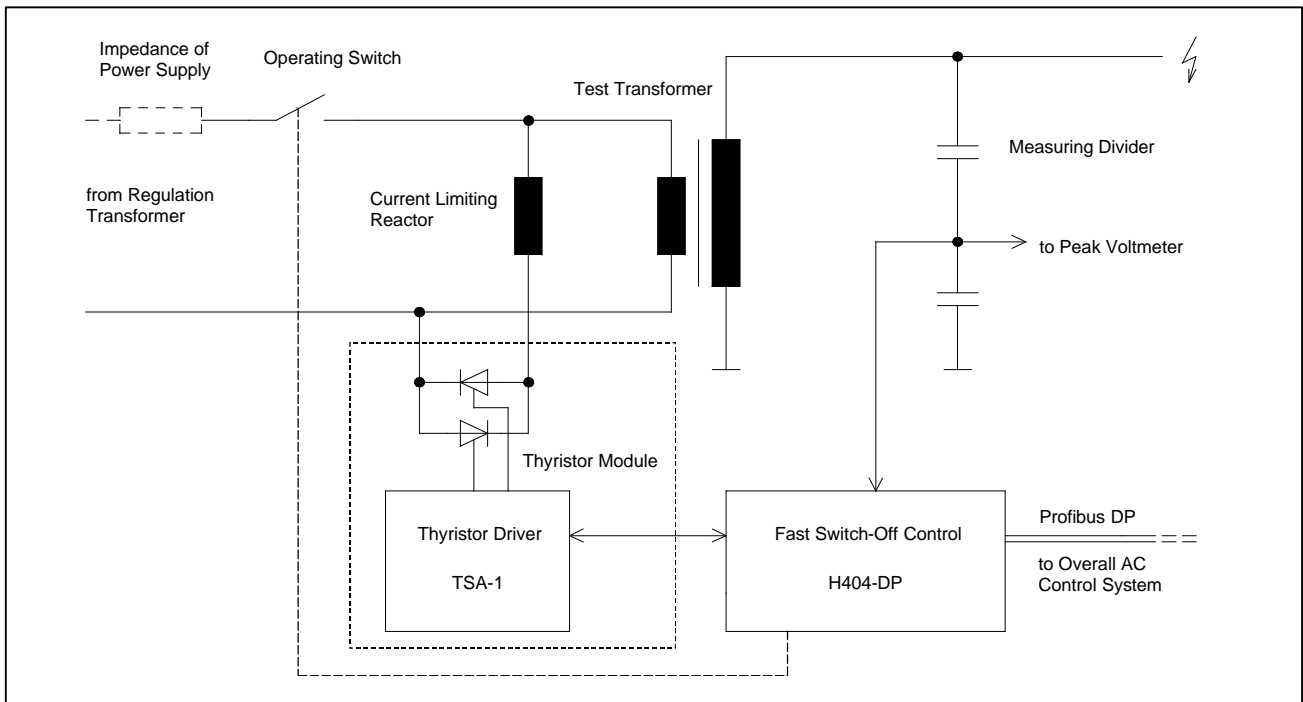 Impedance of
Power Supply
Operating Switch
Test Transformer
Measuring Divider
from Regulation
Transformer
Current Limiting
Reactor
to Peak Voltmeter
Thyristor Module
Thyristor Driver
TSA-1
Fast Switch-Off Control
H404-DP
Profibus DP
to Overall AC
Control System